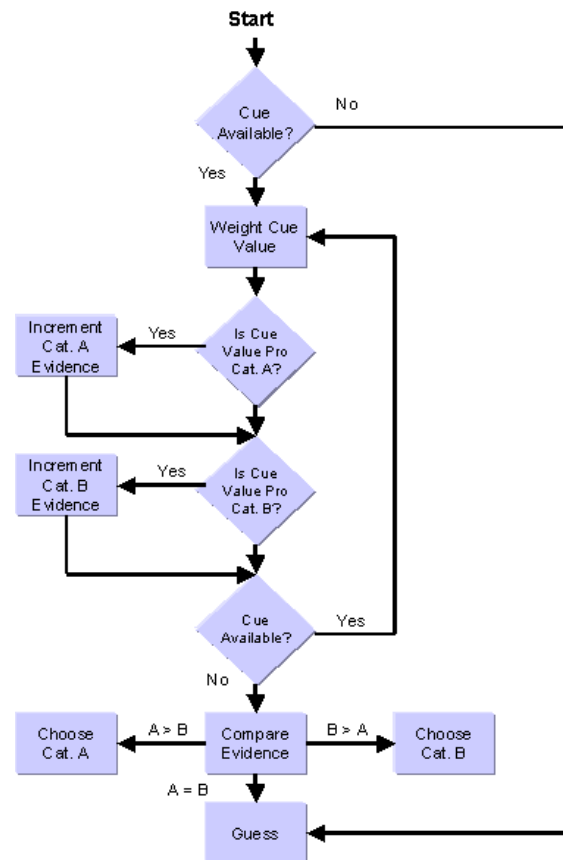 Start
Cue
Available?
No
Yes
Weight Cue
Value
Increment
Cat. A
Evidence
Yes
Is Cue
Value Pro
Cat. A?
Increment
Cat. B
Evidence
Yes
Is Cue
Value Pro
Cat. B?
Cue
Available?
Yes
No
Choose
Cat. A
A > B
Compare
Evidence
B > A
Choose
Cat. B
A = B
Guess